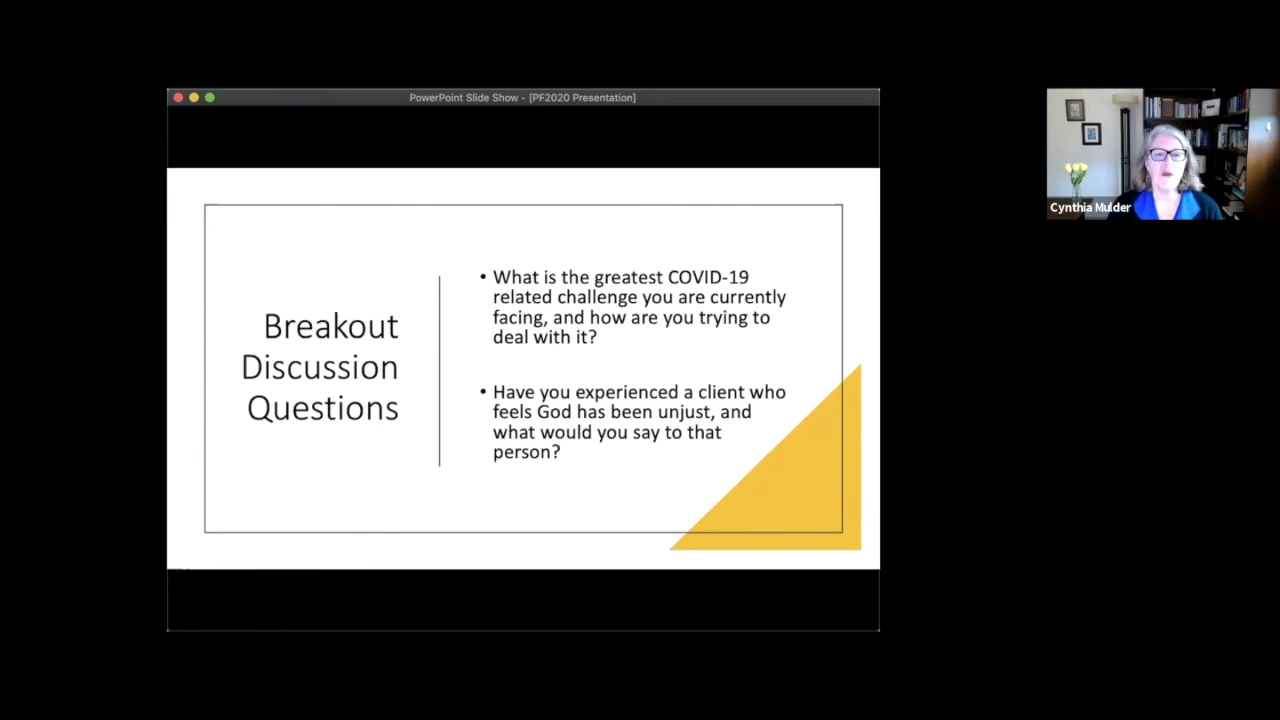 PowerPoint Slide Show - [PF2020 Presentation]
Breakout
Discussion
Questions
• What is the greatest COVID-19
related challenge you are currently
facing, and how are you trying to
deal with it?
• Have you experienced a client who
feels God has been unjust, and
what would you say to that
person?
Cynthia Mulder